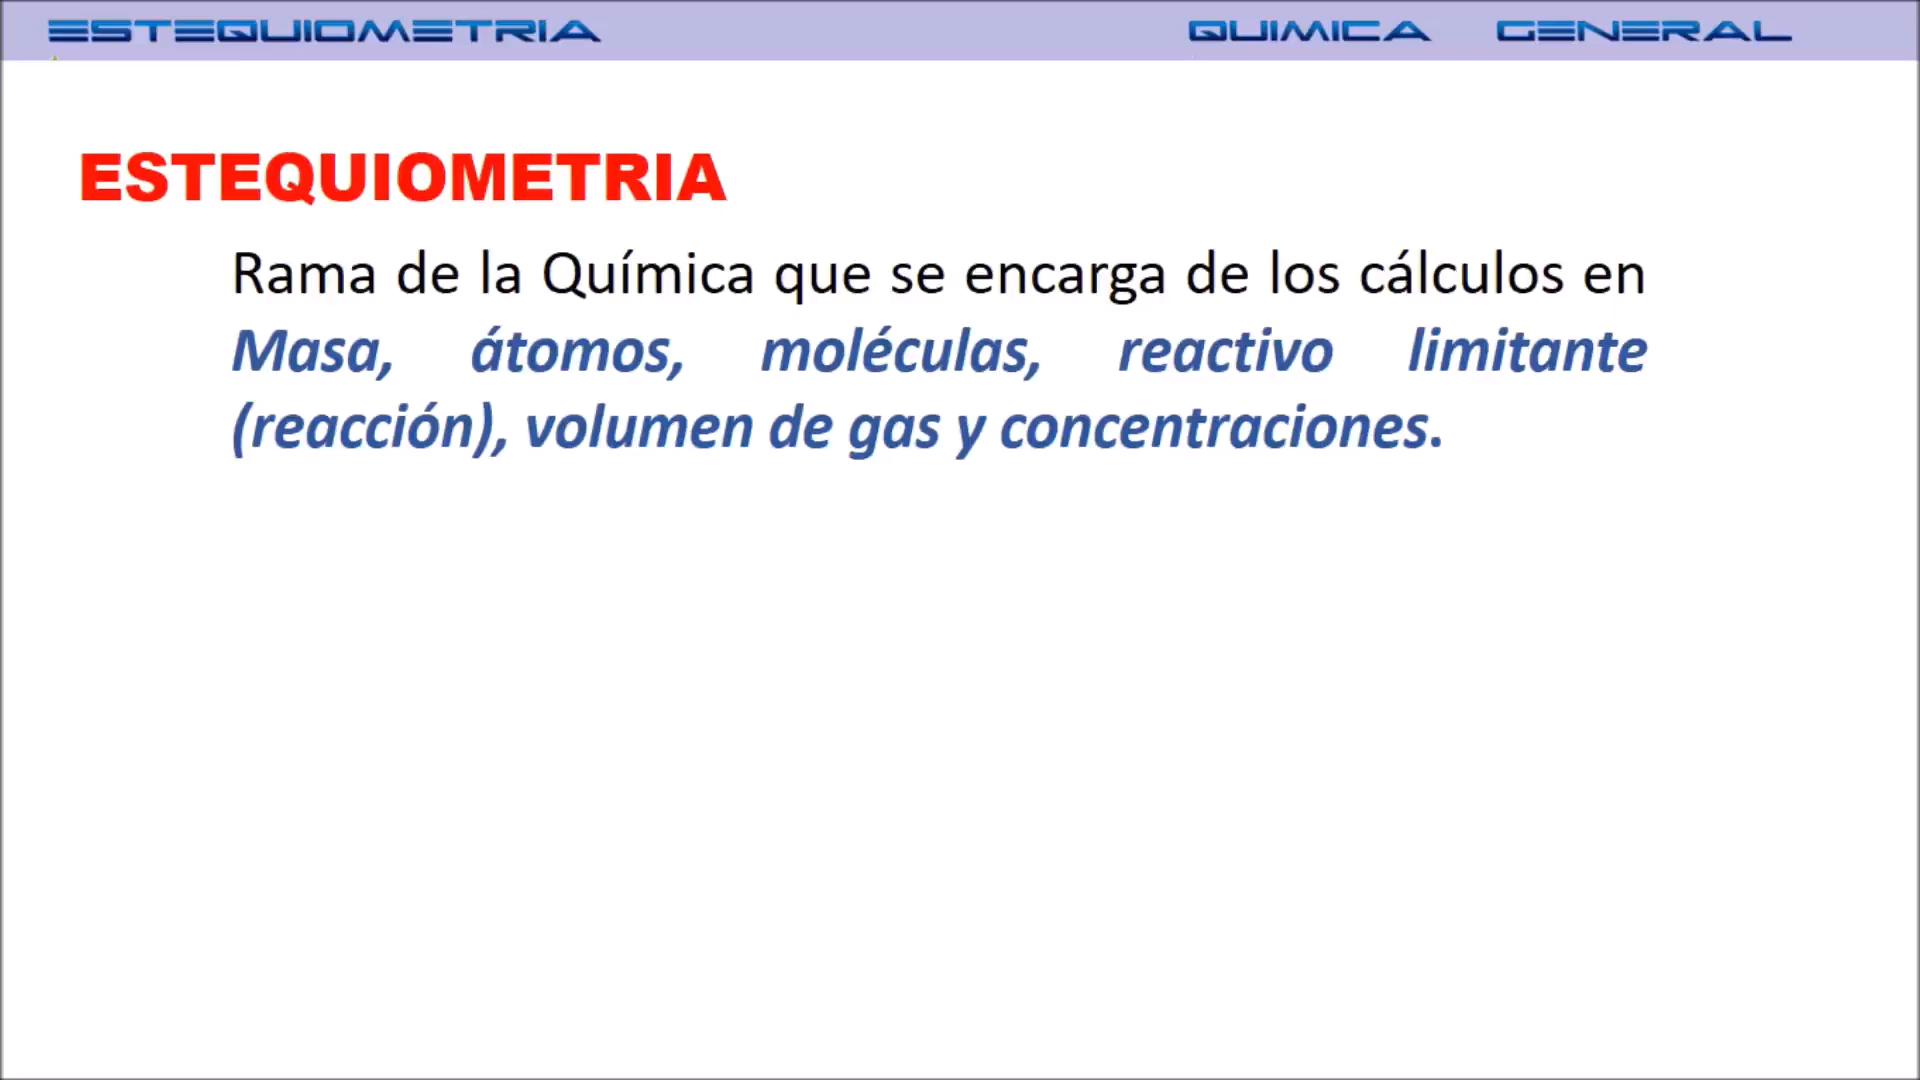 ESTEQUIOMETRIA QUIMICA GENERAL
ESTEQUIOMETRIA
Rama de la Química que se encarga de los cálculos en
Masa, átomos, moléculas, reactivo limitante
(reacción), volumen de gas y concentraciones.